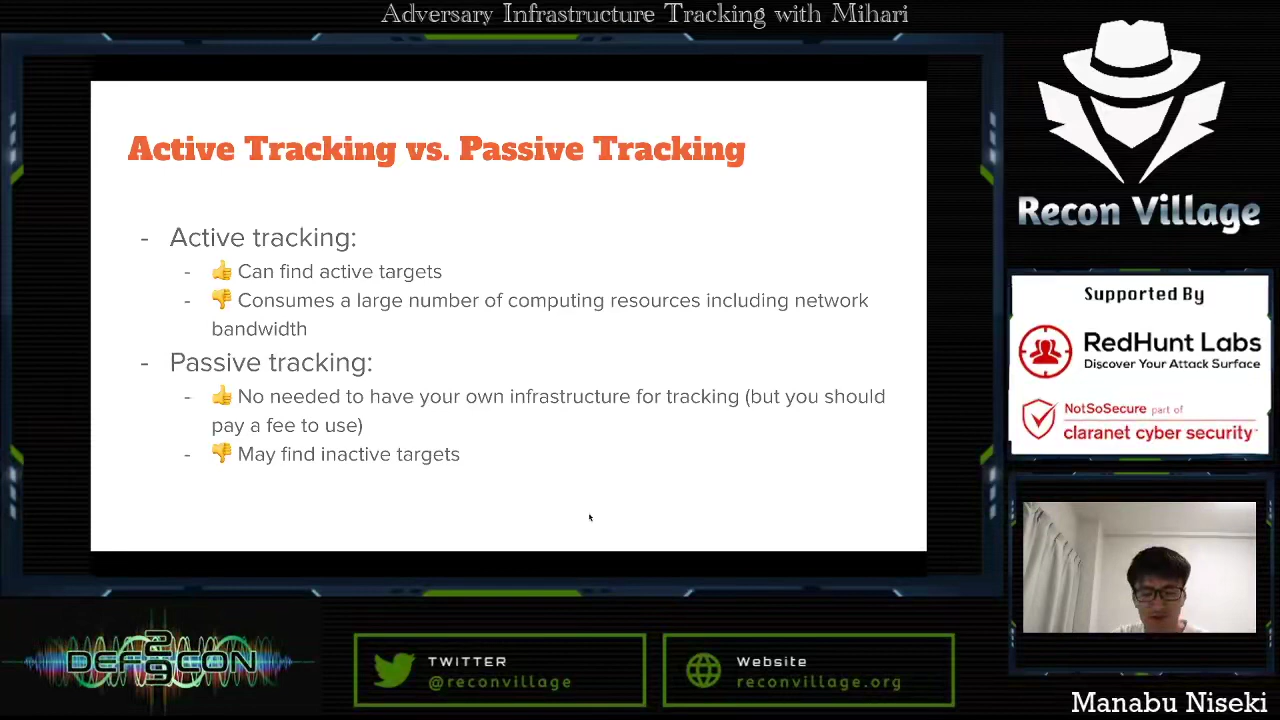 Adversary Infrastructure Tracking with Mihari
Active Tracking vs. Passive Tracking
- Active tracking:
- 👍 Can find active targets
- 👎 Consumes a large number of computing resources including network
bandwidth
- Passive tracking:
- 👍 No needed to have your own infrastructure for tracking (but you should
pay a fee to use)
- 👎 May find inactive targets
Recon Village
Supported By
RedHunt Labs
Discover Your Attack Surface
NotSoSecure part of
claranet cyber security
DEFCON
29
TWITTER
@reconvillage
Website
reconvillage.org
Manabu Niseki